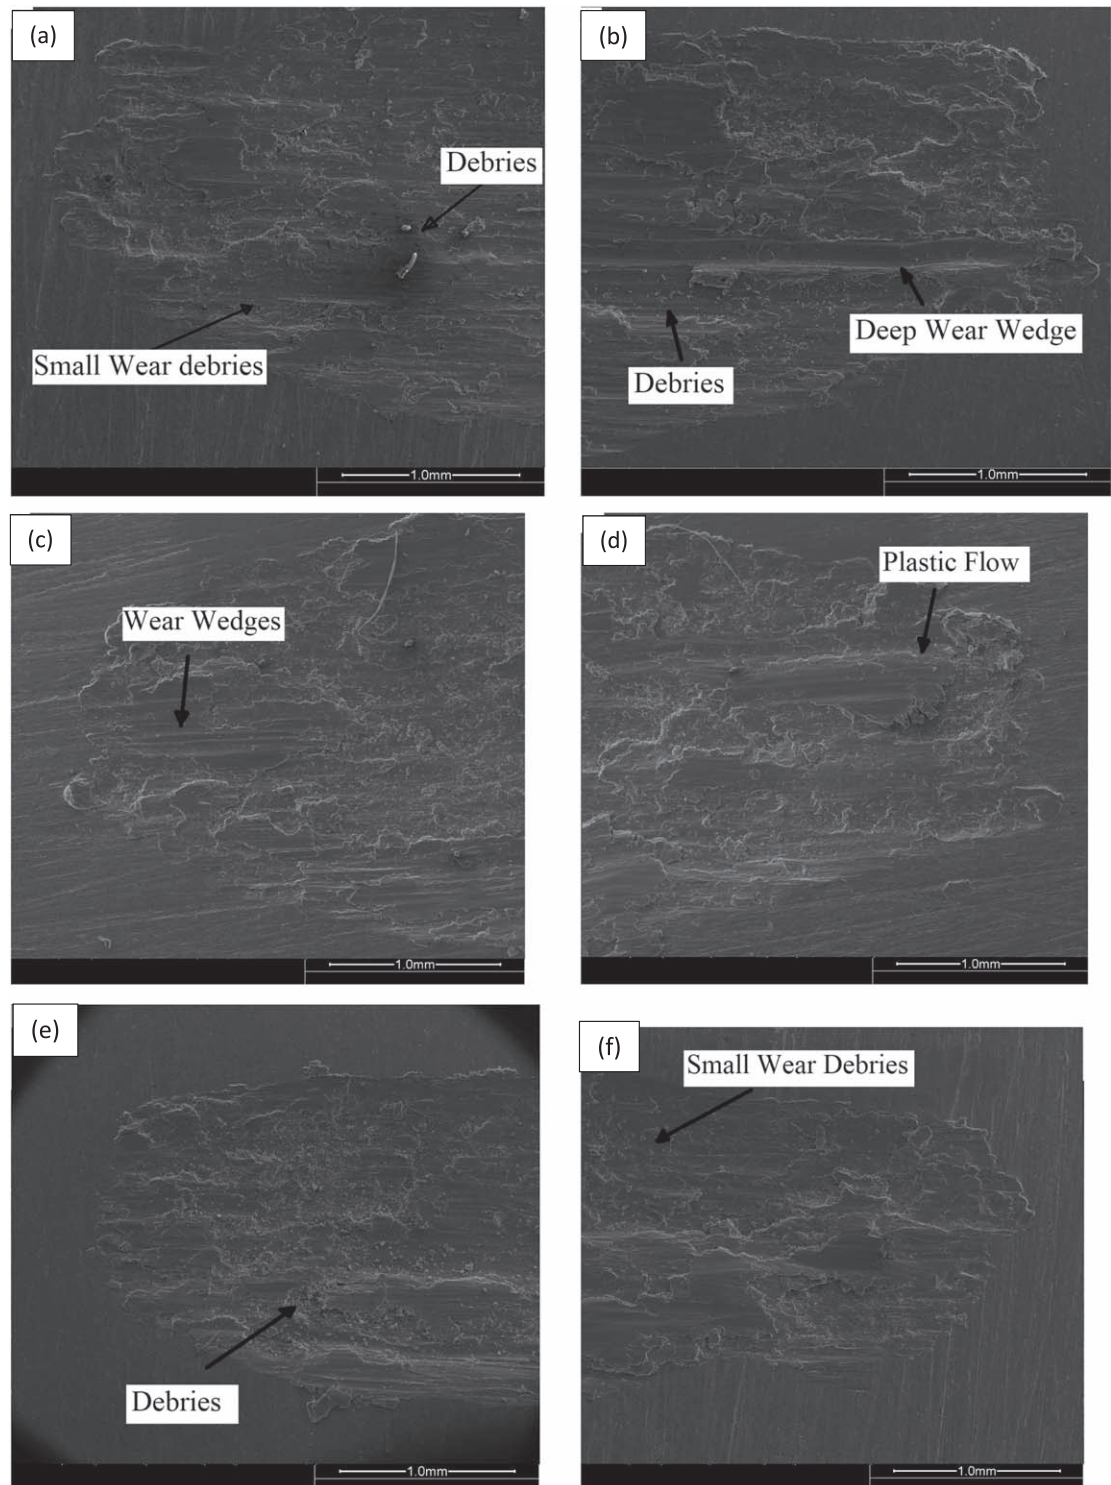 (a)
Debries
Small Wear debries
1.0mm
(b)
Deep Wear Wedge
Debries
1.0mm
(c)
Wear Wedges
1.0mm
(d)
Plastic Flow
1.0mm
(e)
Debries
1.0mm
(f)
Small Wear Debries
1.0mm